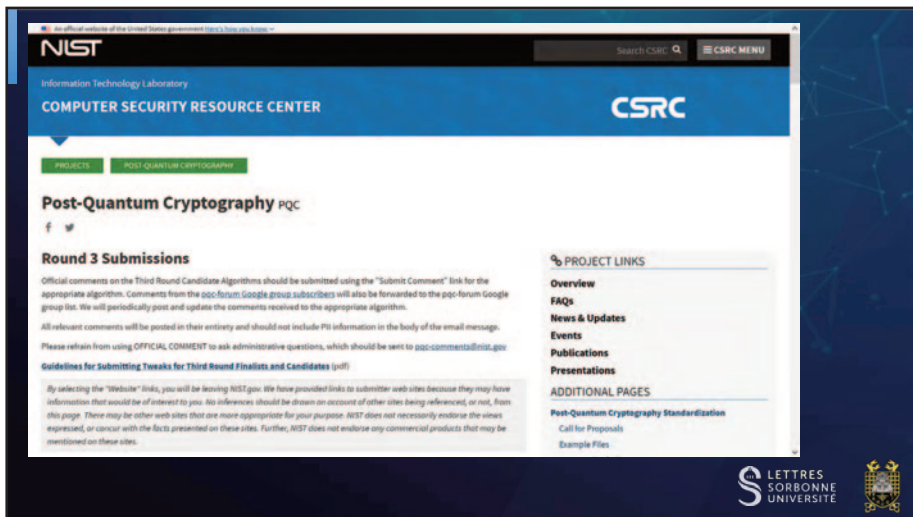 An official website of the United States government Here's how you know
NIST
Search CSRC
CSRC MENU
Information Technology Laboratory
COMPUTER SECURITY RESOURCE CENTER
CSRC
PROJECTS
POST-QUANTUM CRYPTOGRAPHY
Post-Quantum Cryptography PQC
Round 3 Submissions
Official comments on the Third Round Candidate Algorithms should be submitted using the "Submit Comment" link for the
appropriate algorithm. Comments from the pqc-forum Google group subscribers will also be forwarded to the pqc-forum Google
group list. We will periodically post and update the comments received to the appropriate algorithm.
All relevant comments will be posted in their entirety and should not include PII information in the body of the email message.
Please refrain from using OFFICIAL COMMENT to ask administrative questions, which should be sent to pqc-comments@nist.gov
Guidelines for Submitting Tweaks for Third Round Finalists and Candidates (pdf)
By selecting the "Website" links, you will be leaving NIST.gov. We have provided links to submitter web sites because they may have
information that would be of interest to you. No inferences should be drawn on account of other sites being referenced, or not, from
this page. There may be other web sites that are more appropriate for your purpose. NIST does not necessarily endorse the views
expressed, or concur with the facts presented on these sites. Further, NIST does not endorse any commercial products that may be
mentioned on these sites.
PROJECT LINKS
Overview
FAQs
News & Updates
Events
Publications
Presentations
ADDITIONAL PAGES
Post-Quantum Cryptography Standardization
Call for Proposals
Example Files
LETTRES
SORBONNE
UNIVERSITÉ